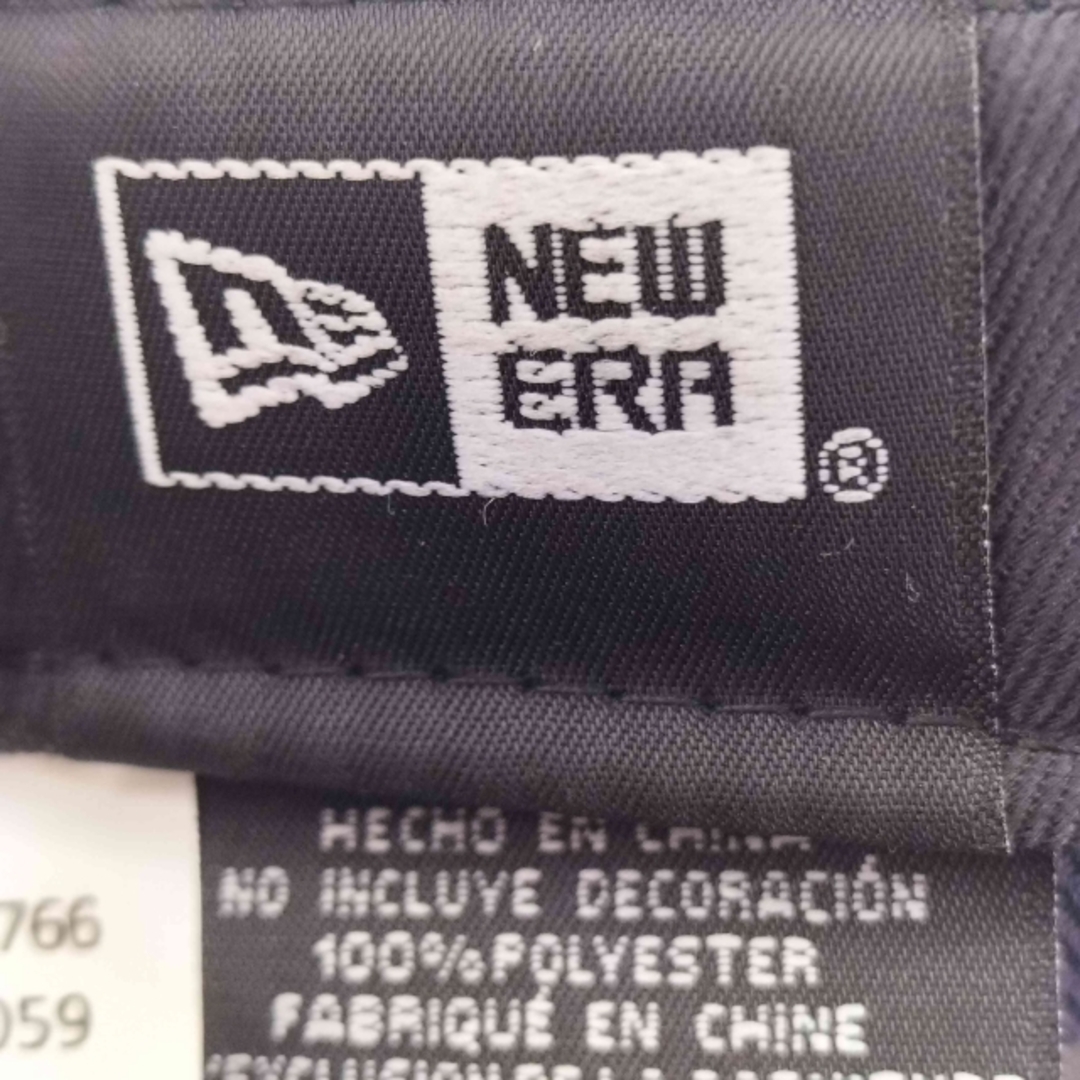 NEW
ERA
®
HECHO EN CHINA
NO INCLUYE DECORACIÓN
100%POLYESTER
FABRIQUÉ EN CHINE
766
059